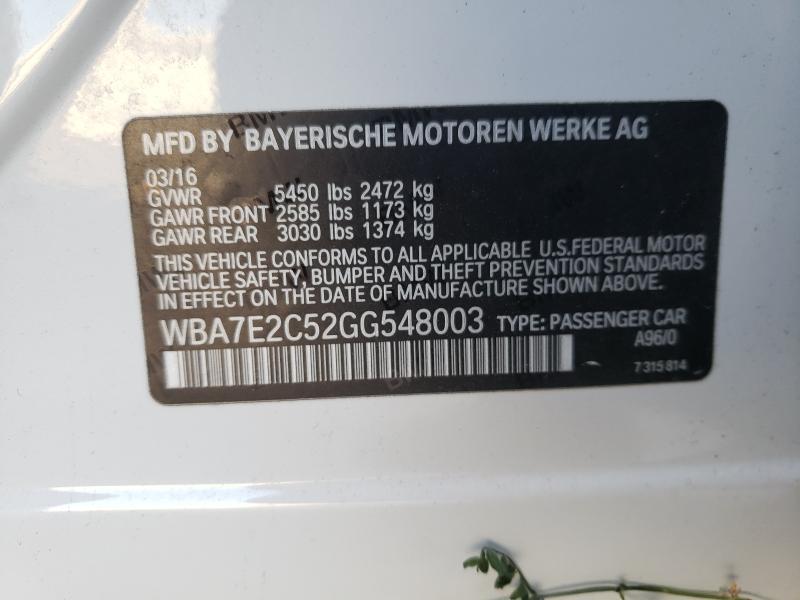 MFD BY BAYERISCHE MOTOREN WERKE AG
03/16
GVWR 5450 lbs 2472 kg
GAWR FRONT 2585 lbs 1173 kg
GAWR REAR 3030 lbs 1374 kg
THIS VEHICLE CONFORMS TO ALL APPLICABLE U.S.FEDERAL MOTOR
VEHICLE SAFETY, BUMPER AND THEFT PREVENTION STANDARDS
IN EFFECT ON THE DATE OF MANUFACTURE SHOWN ABOVE.
WBA7E2C52GG548003 TYPE: PASSENGER CAR
A96/0
7 315 814